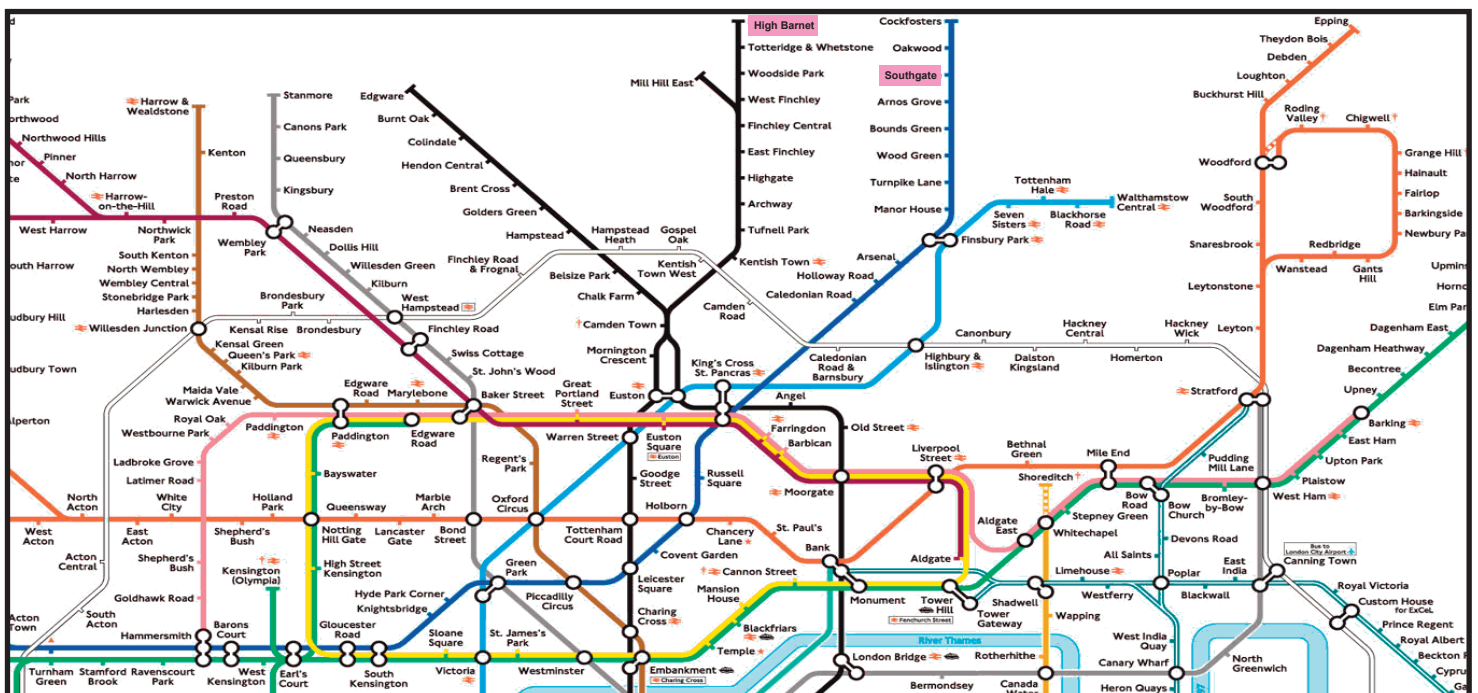 High Barnet
Totteridge & Whetstone
Woodside Park
Mill Hill East
West Finchley
Finchley Central
East Finchley
Highgate
Archway
Tufnell Park
Kentish Town
Cockfosters
Oakwood
Southgate
Arnos Grove
Bounds Green
Wood Green
Turnpike Lane
Manor House
Finsbury Park
Arsenal
Holloway Road
Caledonian Road
Tottenham
Hale
Seven
Sisters
Blackhorse
Road
Walthamstow
Central
Epping
Theydon Bois
Debden
Loughton
Buckhurst Hill
Roding
Valley
Chigwell
Grange Hill
Hainault
Fairlop
Barkingside
Newbury
Woodford
South
Woodford
Snaresbrook
Redbridge
Wanstead
Gants
Hill
Leytonstone
Leyton
Stratford
Harrow &
Wealdstone
Kenton
Northwood Hills
Pinner
North Harrow
Harrow-
on-the-Hill
Preston
Road
West Harrow
Northwick
Park
South Kenton
North Wembley
Wembley Central
Stonebridge Park
Harlesden
Willesden Junction
Kensal Green
Queen's Park
Kilburn Park
Maida Vale
Warwick Avenue
Stanmore
Canons Park
Queensbury
Kingsbury
Wembley
Park
Neasden
Dollis Hill
Willesden Green
Kilburn
West
Hampstead
Finchley Road
Swiss Cottage
St. John's Wood
Baker Street
Edgware
Burnt Oak
Colindale
Hendon Central
Brent Cross
Golders Green
Hampstead
Belsize Park
Chalk Farm
Camden Town
Mornington
Crescent
Euston
Brondesbury
Park
Kensal Rise
Brondesbury
Finchley Road
& Frognal
Hampstead
Heath
Gospel
Oak
Kentish
Town West
Camden
Road
Caledonian
Road &
Barnsbury
Highbury &
Islington
Canonbury
Dalston
Kingsland
Hackney
Central
Homerton
Hackney
Wick
Upmins
Elm Par
Dagenham East
Dagenham Heathway
Becontree
Upney
Barking
East Ham
Upton Park
Plaistow
West Ham
Bromley-
by-Bow
Pudding
Mill Lane
Bow
Road
Bow
Church
Mile End
Stepney Green
Whitechapel
Bethnal
Green
Shoreditch
Liverpool
Street
Aldgate
East
Aldgate
Moorgate
Barbican
Farringdon
King's Cross
St. Pancras
Angel
Old Street
Euston
Square
Euston
Warren Street
Great
Portland
Street
Edgware
Road
Marylebone
Paddington
Paddington
Edgware
Road
Royal Oak
Westbourne Park
Ladbroke Grove
Latimer Road
Bayswater
Regent's
Park
Goodge
Street
Russell
Square
North
Acton
West
Acton
East
Acton
White
City
Shepherd's
Bush
Holland
Park
Notting
Hill Gate
Queensway
Lancaster
Gate
Marble
Arch
Bond
Street
Oxford
Circus
Tottenham
Court Road
Holborn
Chancery
Lane
St. Paul's
Bank
Acton
Central
South
Acton
Acton
Town
Shepherd's
Bush
Goldhawk Road
Hammersmith
Kensington
(Olympia)
High Street
Kensington
Barons
Court
Gloucester
Road
Turnham
Green
Stamford
Brook
Ravenscourt
Park
West
Kensington
Earl's
Court
South
Kensington
Hyde Park Corner
Knightsbridge
Green
Park
Piccadilly
Circus
Covent Garden
Leicester
Square
Charing
Cross
Sloane
Square
Victoria
St. James's
Park
Westminster
Embankment
Charing Cross
Temple
Blackfriars
Mansion
House
Cannon Street
Monument
Tower
Hill
Fenchurch Street
Tower
Gateway
London Bridge
Bermondsey
River Thames
Shadwell
Wapping
Rotherhithe
Canada
Limehouse
Westferry
Poplar
All Saints
Devons Road
Blackwall
East
India
Bus to
London City Airport
Canning Town
Royal Victoria
Custom House
for ExCeL
Prince Regent
Royal Albert
Beckton
West India
Quay
Canary Wharf
Heron Quays
North
Greenwich